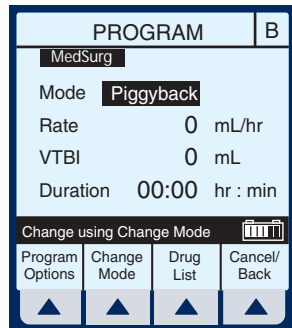 PROGRAM B
MedSurg
Mode Piggyback
Rate 0 mL/hr
VTBI 0 mL
Duration 00:00 hr : min
Change using Change Mode
Program Options Change Mode Drug List Cancel/ Back